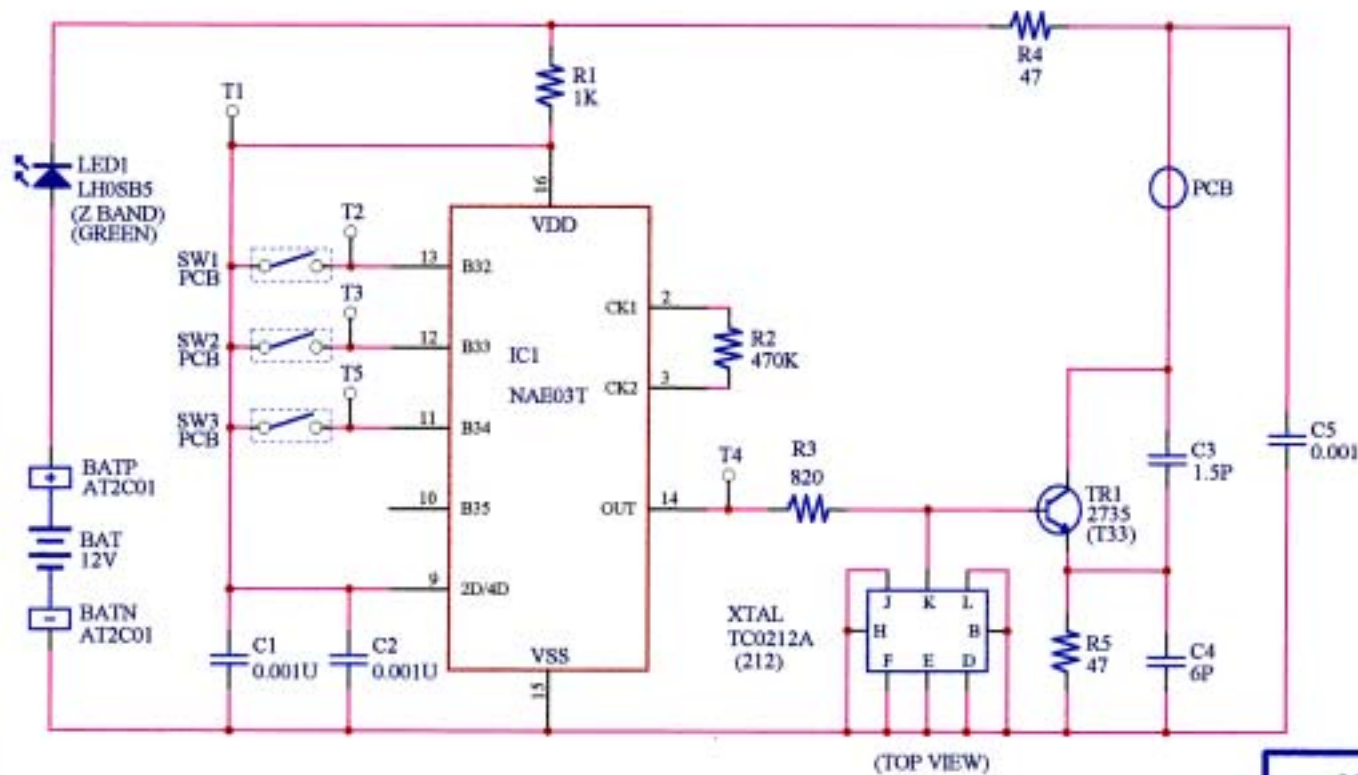 R4
47
R1
1K
T1
LED1
LH0SB5
(Z BAND)
(GREEN)
PCB
16
VDD
T2
SW1
PCB
13
B32
T3
SW2
PCB
12
B33
T5
SW3
PCB
11
B34
IC1
NAE03T
CK1
2
CK2
3
R2
470K
10
B35
OUT
14
T4
R3
820
TR1
2735
(T33)
C3
1.5P
C5
0.001
BATP
AT2C01
+
BAT
12V
BATN
AT2C01
-
9
2D/4D
C1
0.001U
C2
0.001U
VSS
15
XTAL
TC0212A
(212)
J
K
L
H
B
F
E
D
R5
47
C4
6P
(TOP VIEW)